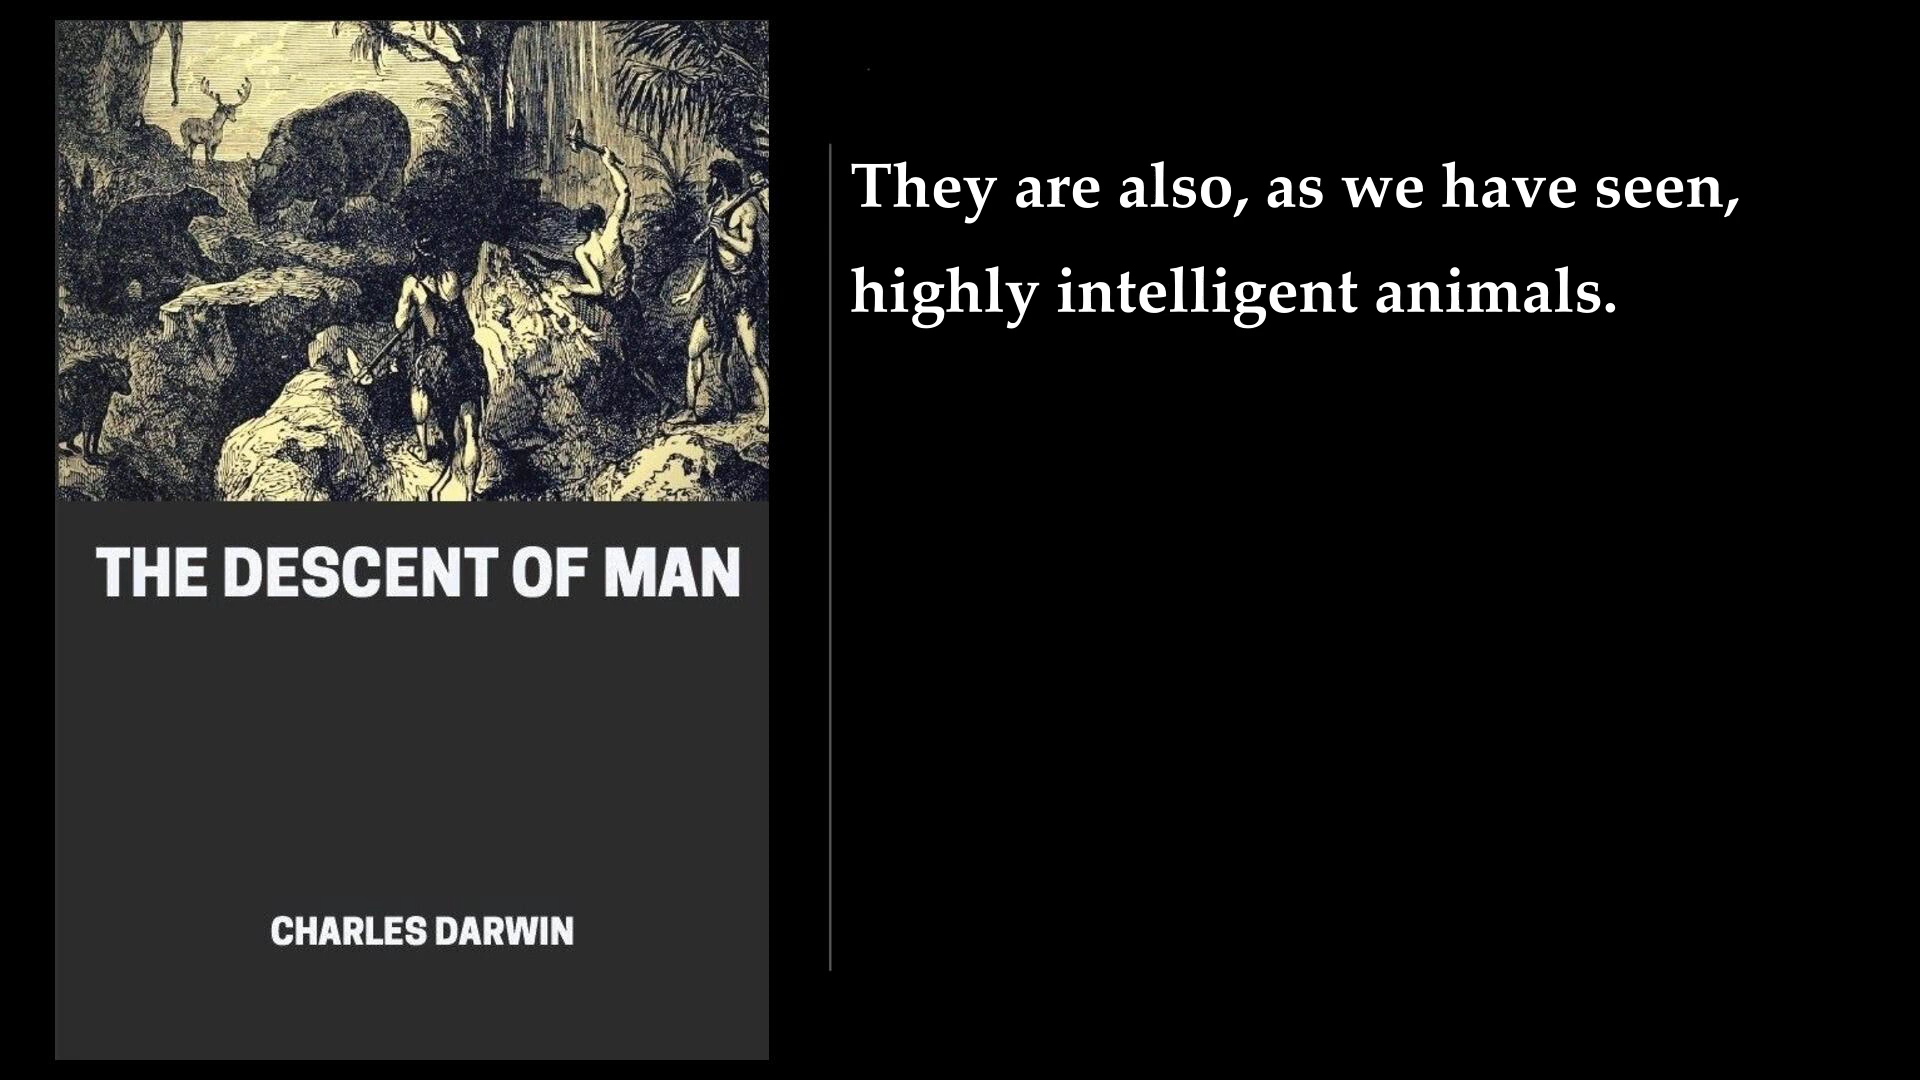 THE DESCENT OF MAN
CHARLES DARWIN
They are also, as we have seen,
highly intelligent animals.